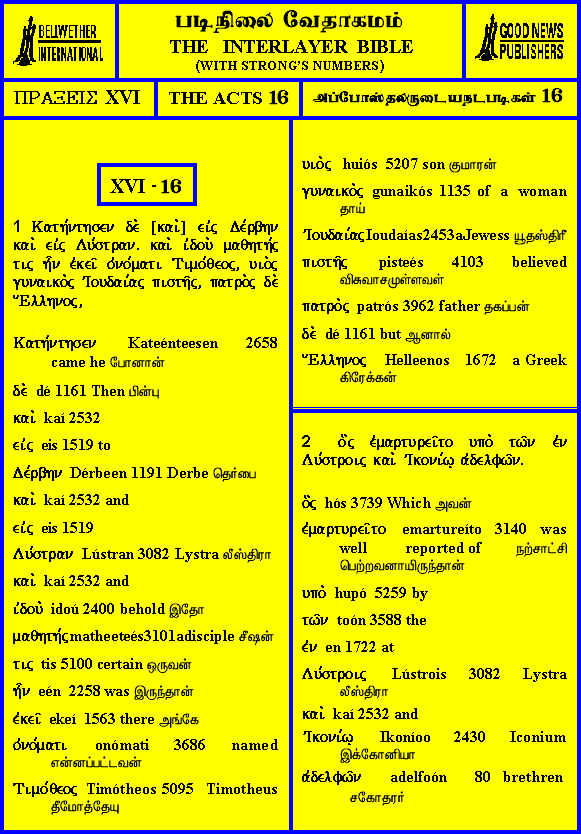 BELLWETHER
INTERNATIONAL
படிநிலை வேதாகமம்
THE INTERLAYER BIBLE
(WITH STRONG'S NUMBERS)
GOOD NEWS
PUBLISHERS
ΠΡΑΞΕΙΣ XVI
THE ACTS 16
அப்போஸ்தலருடையநடபடிகள் 16
XVI - 16
1 Κατήντησεν δὲ [καὶ] εἰς Δέρβην
καὶ εἰς Λύστραν. καὶ ἰδοὺ μαθητής
τις ἦν ἐκεῖ ὀνόματι Τιμόθεος, υἱὸς
γυναικὸς Ἰουδαίας πιστῆς, πατρὸς δὲ
Ἕλληνος,
Κατήντησεν Kateénteesen 2658
came he போனான்
δὲ dé 1161 Then பின்பு
καὶ kaí 2532
εἰς eis 1519 to
Δέρβην Dérbeen 1191 Derbe தெர்பை
καὶ kaí 2532 and
εἰς eis 1519
Λύστραν Lústran 3082 Lystra லீஸ்திரா
καὶ kaí 2532 and
ἰδοὺ idoú 2400 behold இதோ
μαθητής matheeteés3101adisciple சீஷன்
τις tis 5100 certain ஒருவன்
ἦν eén 2258 was இருந்தான்
ἐκεῖ ekeí 1563 there அங்கே
ὀνόματι onómati 3686 named
என்னப்பட்டவன்
Τιμόθεος Timótheos 5095 Timotheus
தீமோத்தேயு
υιὸς huiós 5207 son குமாரன்
γυναικὸς gunaikós 1135 of a woman
தாய்
Ἰουδαίας Ioudaías2453aJewess யூதஸ்திரீ
πιστῆς pisteés 4103 believed
விசுவாசமுள்ளவள்
πατρὸς patrós 3962 father தகப்பன்
δὲ dé 1161 but ஆனால்
Ἕλληνος Helleenos 1672 a Greek
கிரேக்கன்
2 ὃς ἐμαρτυρεῖτο υπὸ τῶν ἐν
Λύστροις καὶ Ἰκονίῳ ἀδελφῶν.
ὃς hós 3739 Which அவன்
ἐμαρτυρεῖτο emartureíto 3140 was
well reported of நற்சாட்சி
பெற்றவனாயிருந்தான்
υπὸ hupó 5259 by
τῶν toón 3588 the
ἐν en 1722 at
Λύστροις Lústrois 3082 Lystra
லீஸ்திரா
καὶ kaí 2532 and
Ἰκονίῳ Ikoníoo 2430 Iconium
இக்கோனியா
ἀδελφῶν adelfoón 80 brethren
சகோதரர்